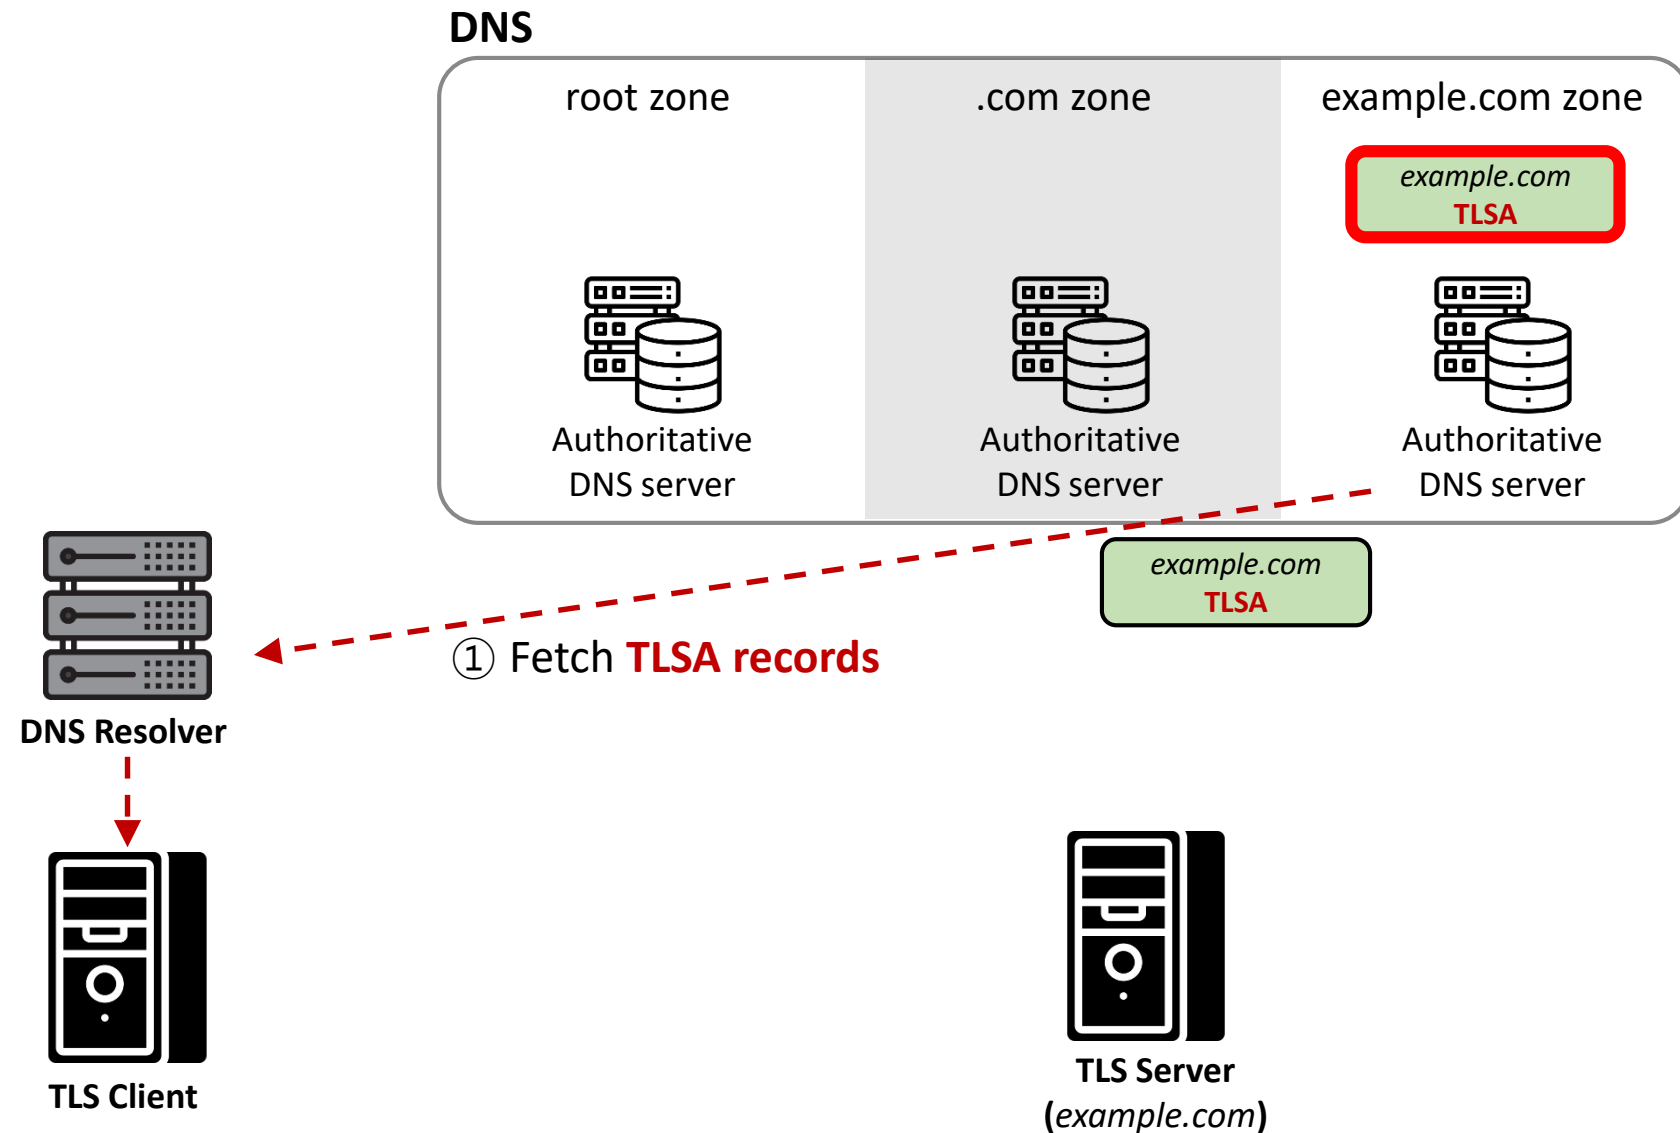 DNS
root zone
.com zone
example.com zone
example.com
TLSA
Authoritative
DNS server
Authoritative
DNS server
Authoritative
DNS server
example.com
TLSA
① Fetch TLSA records
DNS Resolver
TLS Client
TLS Server
(example.com)